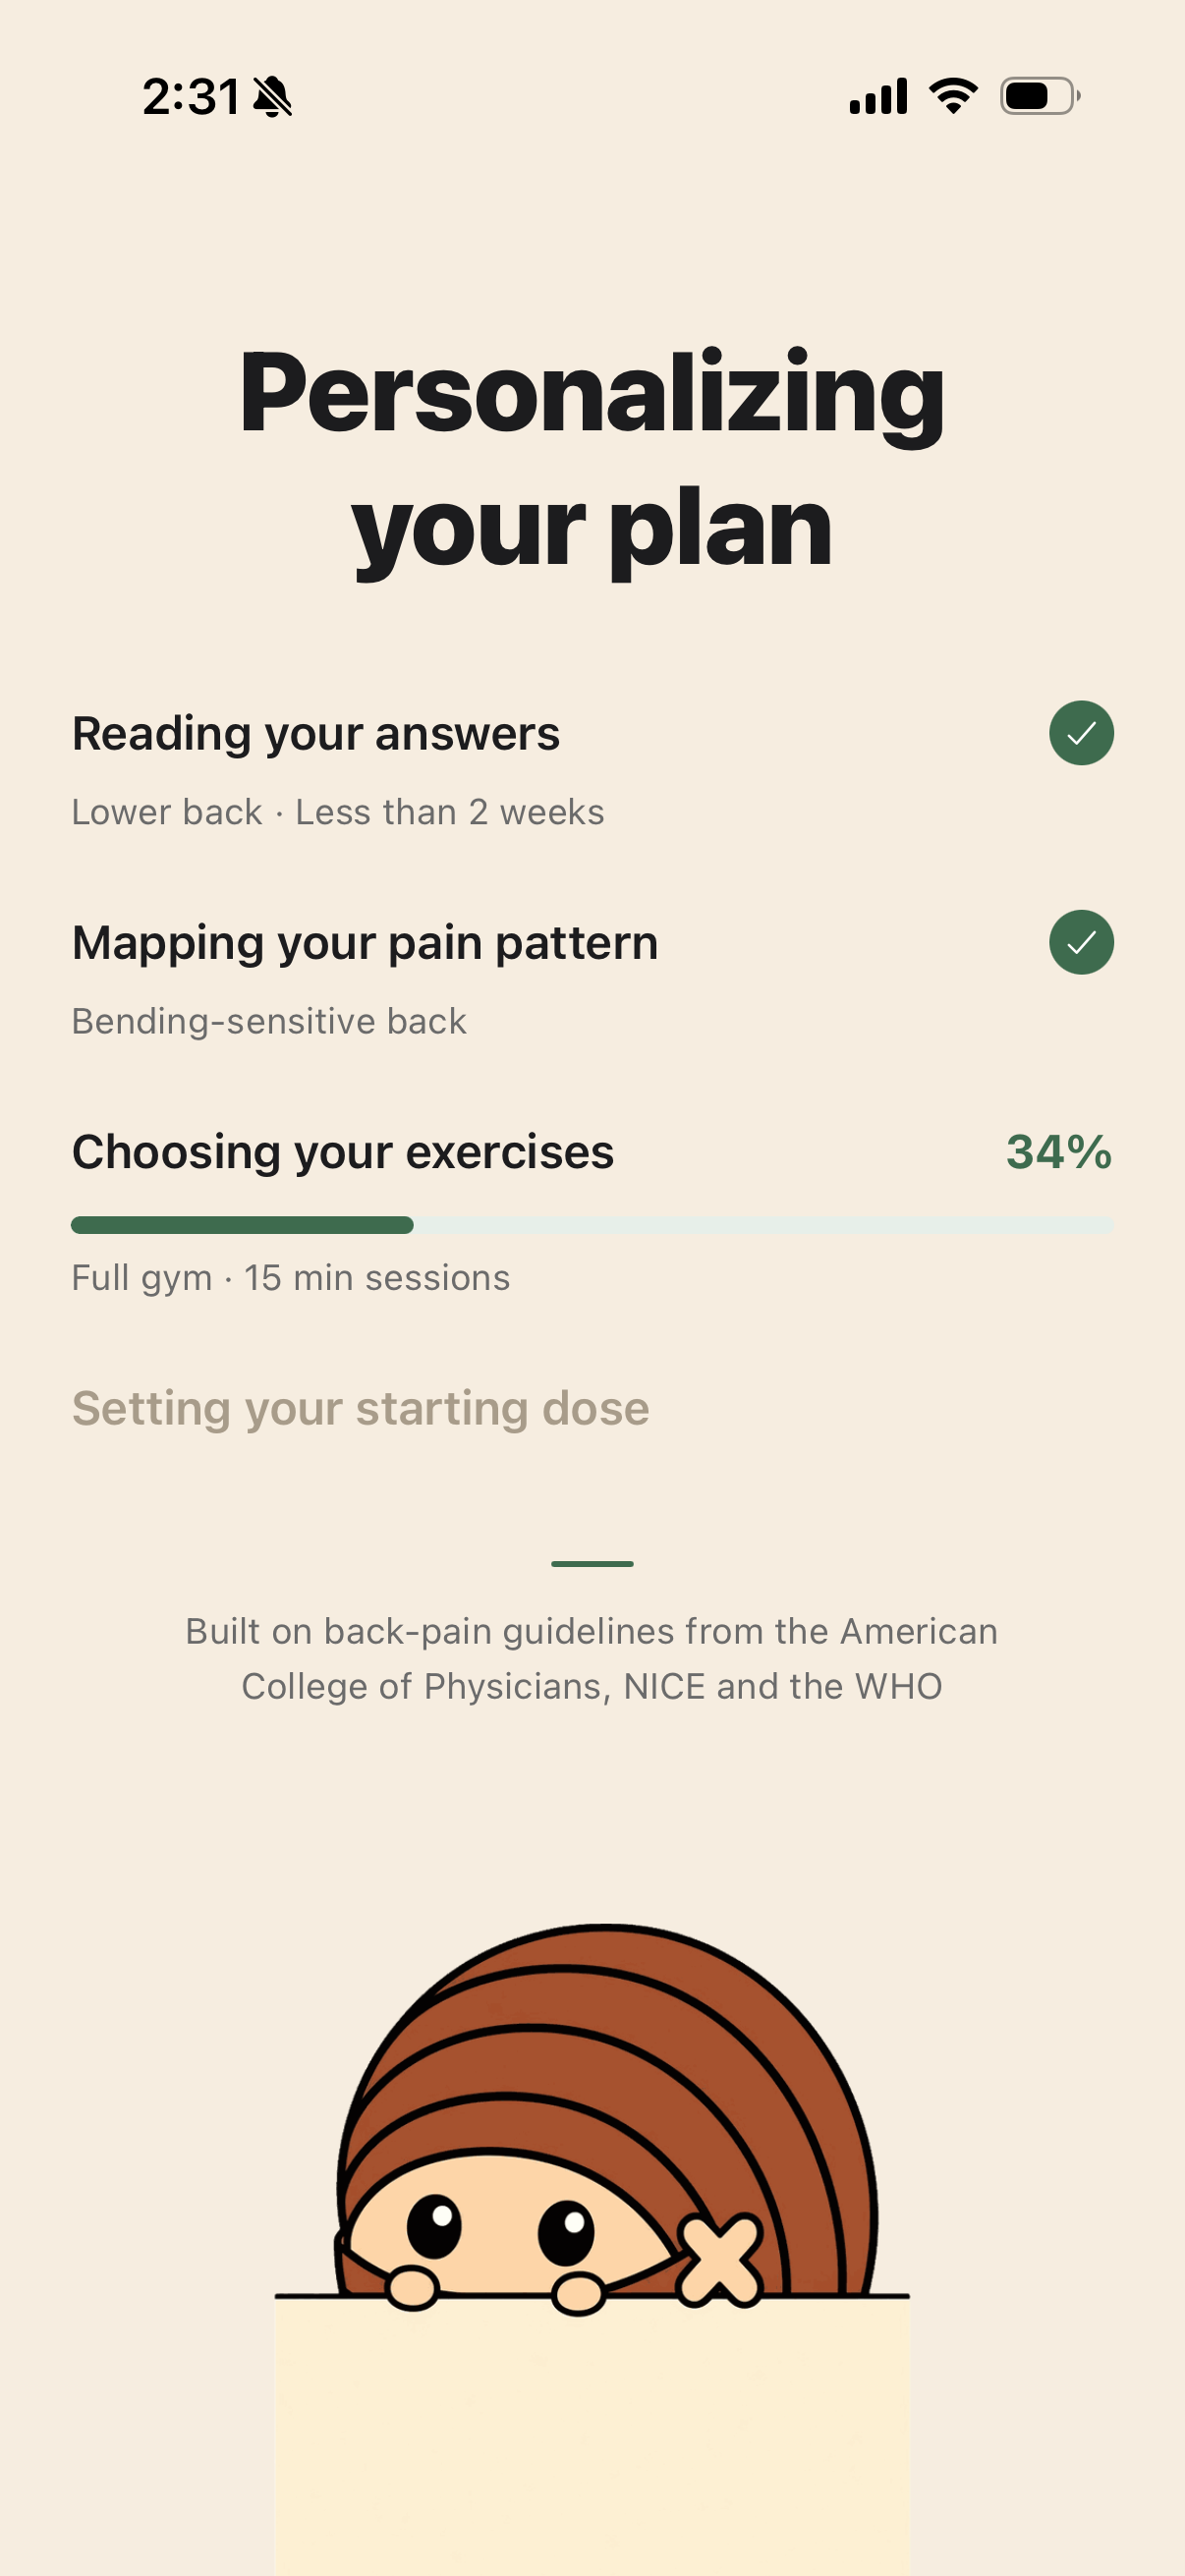 2:31
Personalizing
your plan
Reading your answers
Lower back · Less than 2 weeks
Mapping your pain pattern
Bending-sensitive back
Choosing your exercises 34%
Full gym · 15 min sessions
Setting your starting dose
Built on back-pain guidelines from the American
College of Physicians, NICE and the WHO